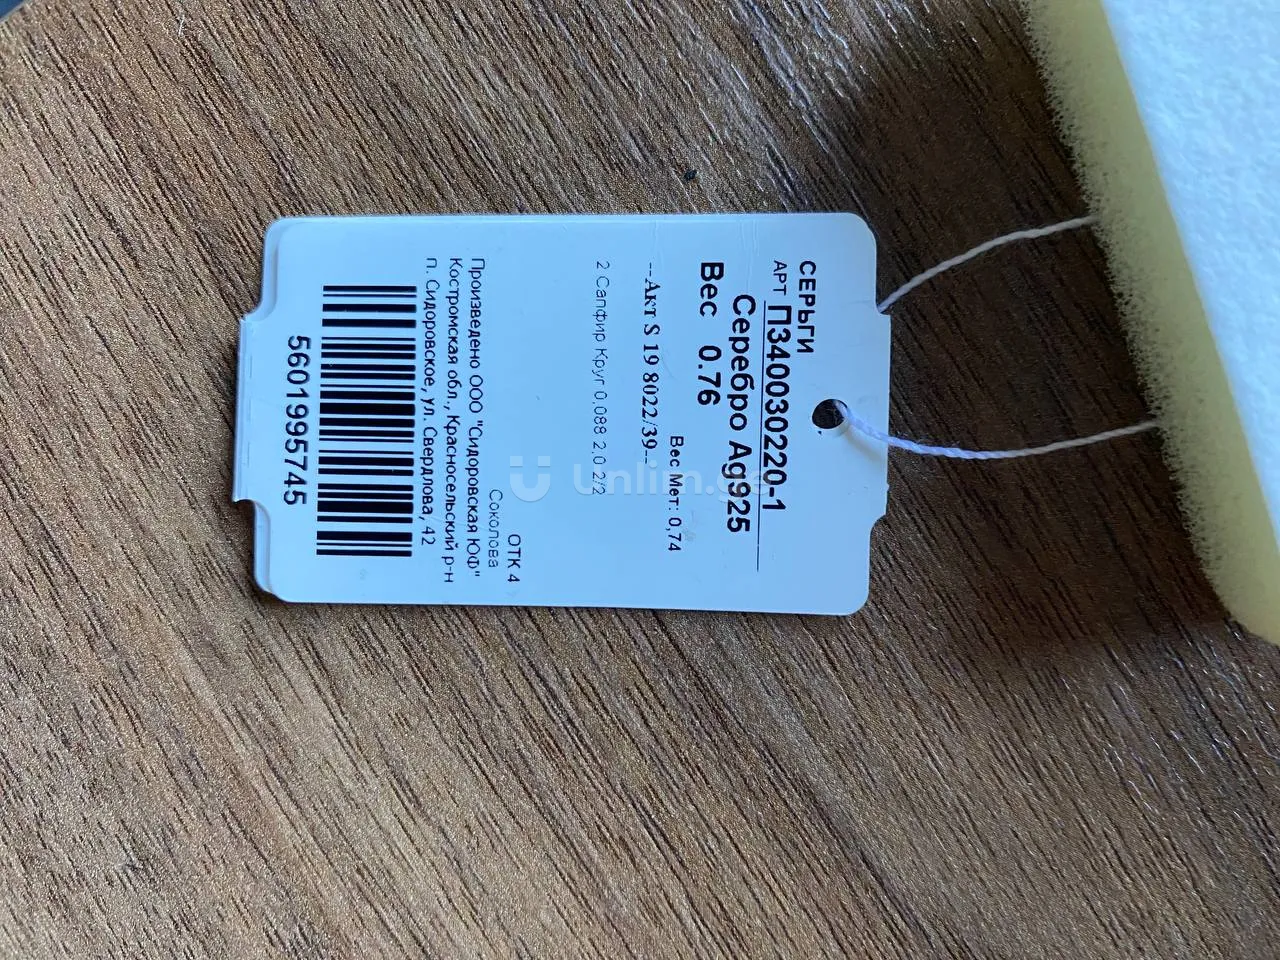 СЕРЬГИ
АРТ П340030220-1
Серебро Ag925
Вес 0.76
Вес Мет: 0,74
--Акт S 19 8022/39--
2 Сапфир Круг 0,088 2,0 2/2
ОТК 4
Соколова
Произведено ООО "Сидоровская ЮФ"
Костромская обл., Красносельский р-н
п. Сидоровское, ул. Свердлова, 42
5601995745
Unlim.ge